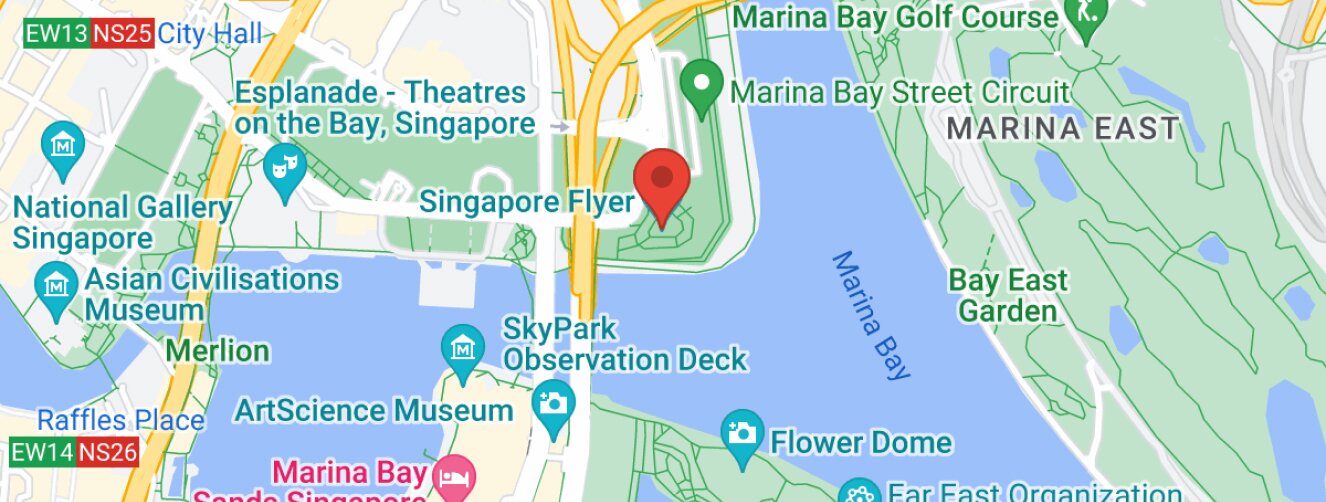 Marina Bay Golf Course
EW13 NS25 City Hall
Esplanade - Theatres
on the Bay, Singapore
Marina Bay Street Circuit
MARINA EAST
National Gallery
Singapore
Singapore Flyer
Asian Civilisations
Museum
Marina Bay
Bay East
Garden
Merlion
SkyPark
Observation Deck
ArtScience Museum
Raffles Place
EW14 NS26
Flower Dome
Marina Bay
Sands Singapore
Far East Organization